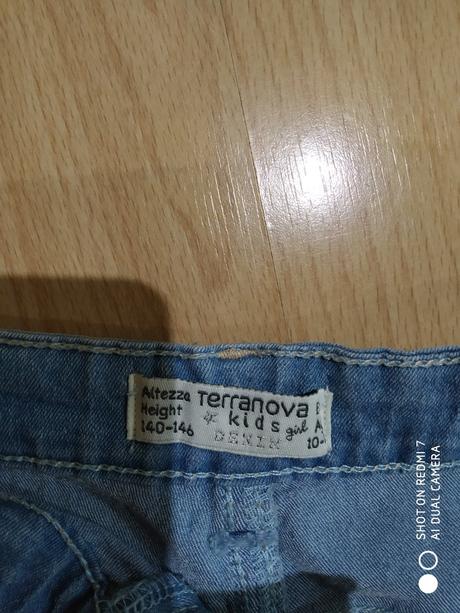 Altezza
Height
140-146
Terranova
kids
girl
DENIM
10-
SHOT ON REDMI 7
AI DUAL CAMERA